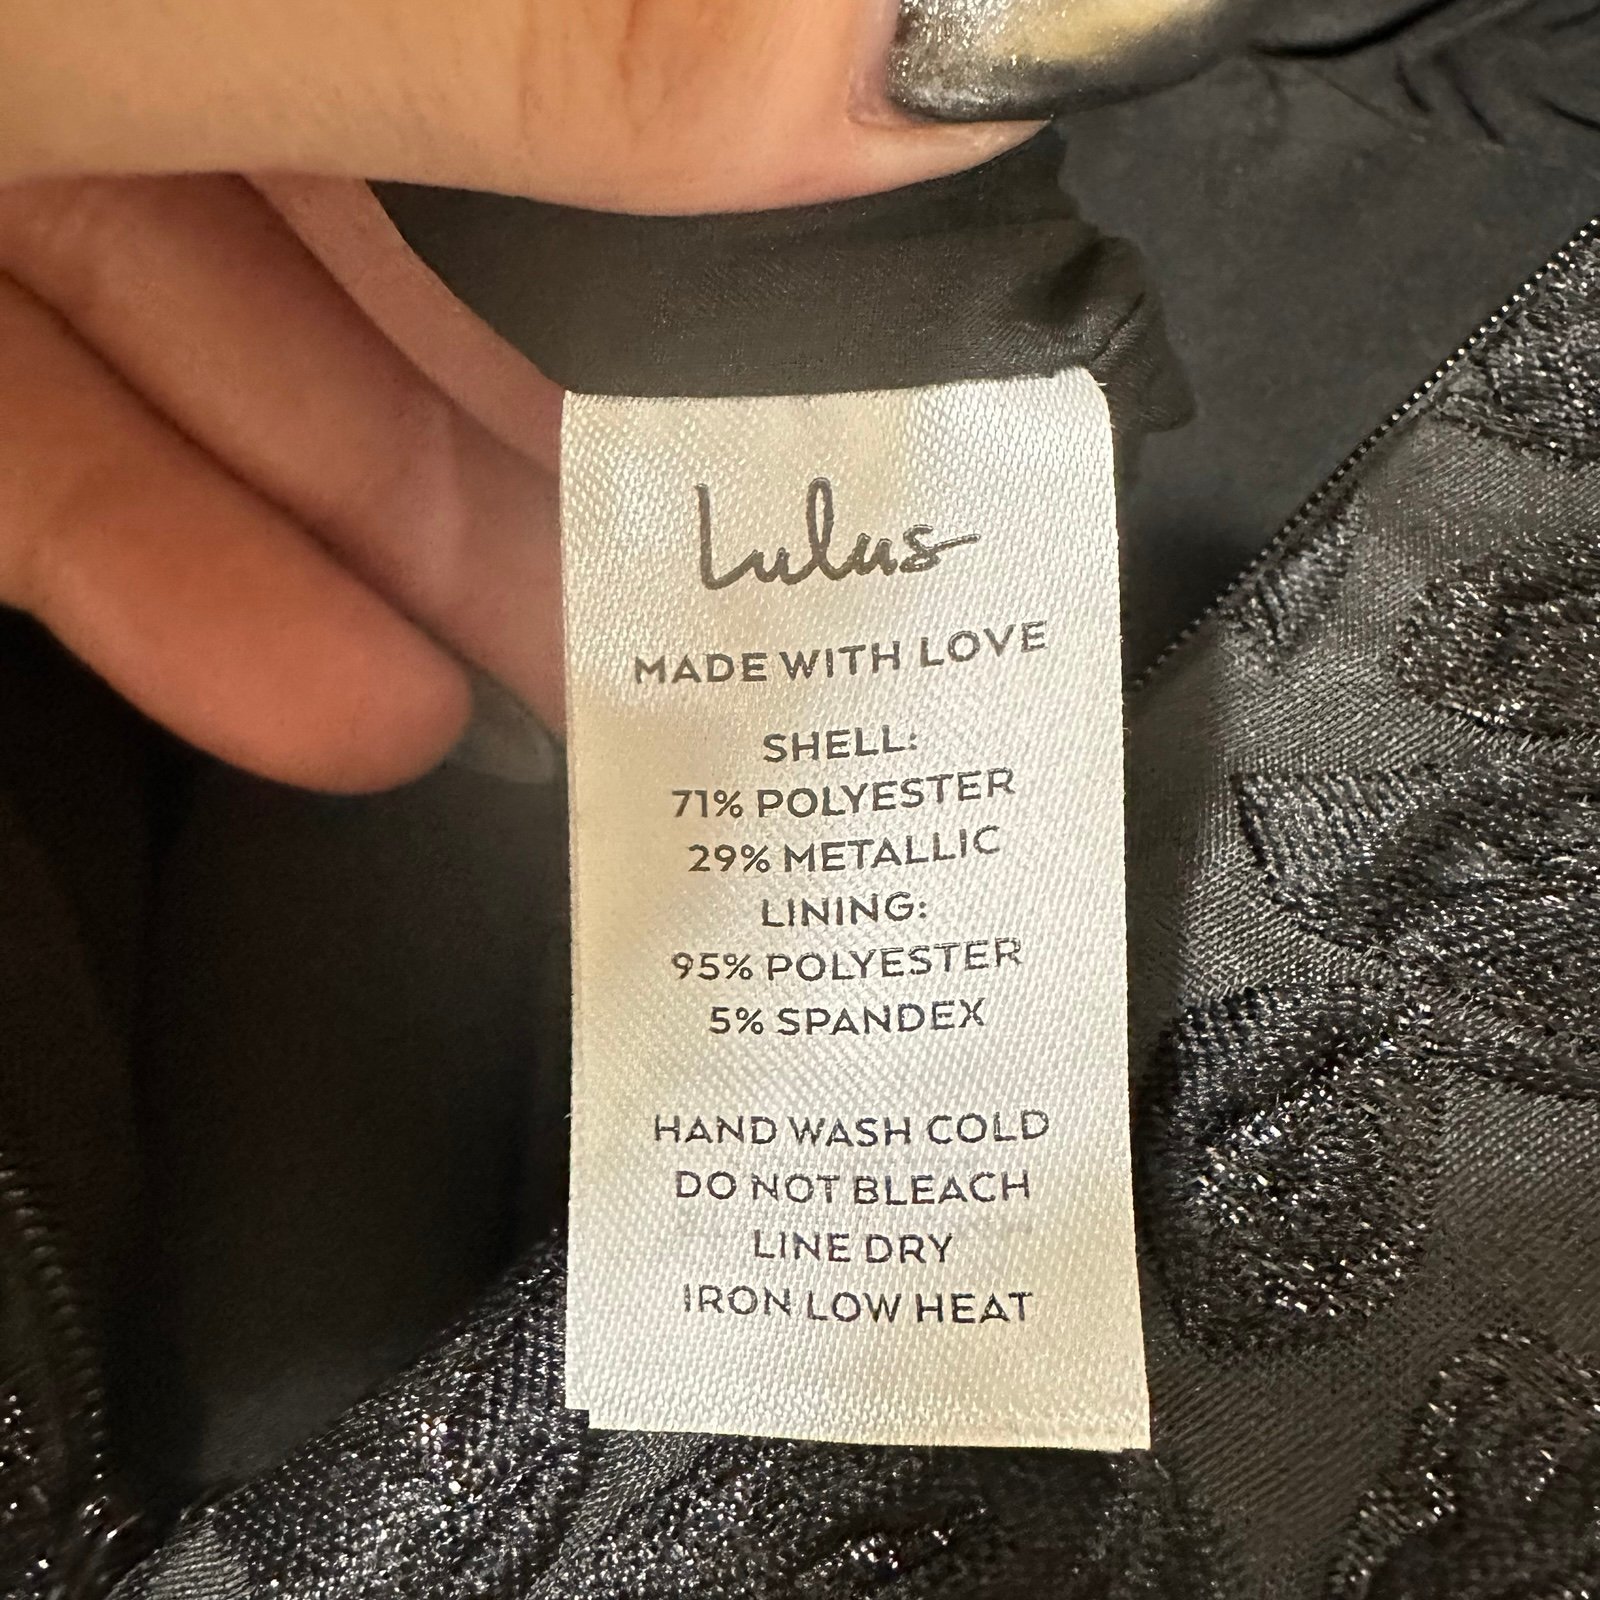 Lulus
MADE WITH LOVE
SHELL:
71% POLYESTER
29% METALLIC
LINING:
95% POLYESTER
5% SPANDEX
HAND WASH COLD
DO NOT BLEACH
LINE DRY
IRON LOW HEAT